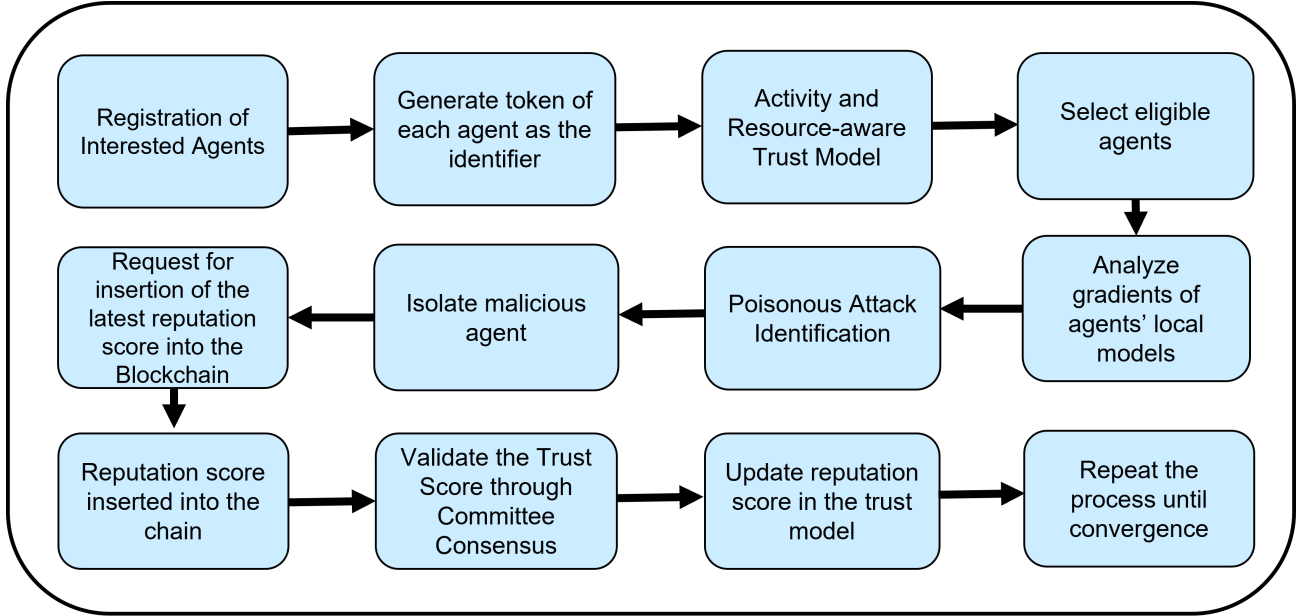 Registration of
Interested Agents
Generate token of
each agent as the
identifier
Activity and
Resource-aware
Trust Model
Select eligible
agents
Analyze
gradients of
agents’ local
models
Poisonous Attack
Identification
Isolate malicious
agent
Request for
insertion of the
latest reputation
score into the
Blockchain
Reputation score
inserted into the
chain
Validate the Trust
Score through
Committee
Consensus
Update reputation
score in the trust
model
Repeat the
process until
convergence